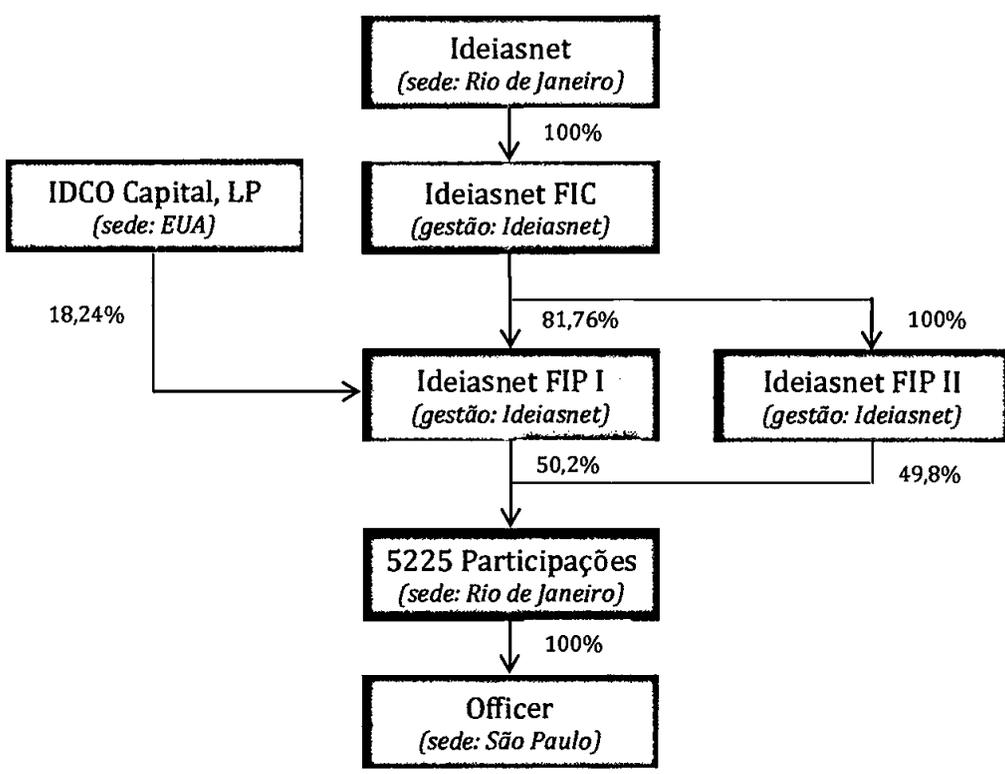 Ideiasnet
(sede: Rio de Janeiro)
100%
IDCO Capital, LP
(sede: EUA)
Ideiasnet FIC
(gestão: Ideiasnet)
18,24%
81,76%
100%
Ideiasnet FIP I
(gestão: Ideiasnet)
Ideiasnet FIP II
(gestão: Ideiasnet)
50,2%
49,8%
5225 Participações
(sede: Rio de Janeiro)
100%
Officer
(sede: São Paulo)